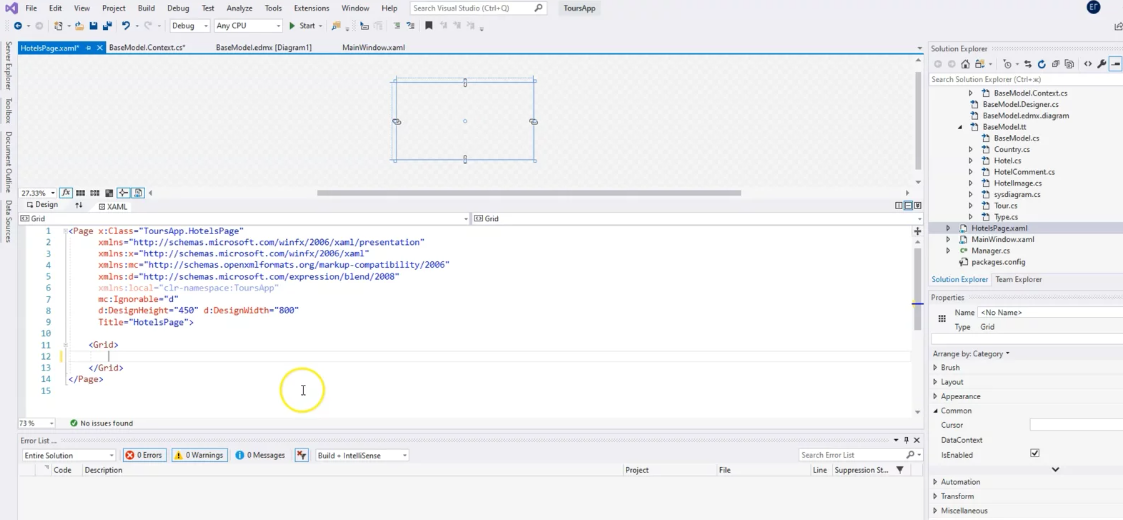 File Edit View Project Build Debug Test Analyze Tools Extensions Window Help Search Visual Studio (Ctrl+Q) ToursApp ЕГ
Debug Any CPU Start
HotelsPage.xaml* BaseModel.Context.cs* BaseModel.edmx [Diagram1] MainWindow.xaml
Server Explorer
Toolbox
Document Outline
Data Sources
27.33% fx
Design XAML
Grid Grid
1 <Page x:Class="ToursApp.HotelsPage"
2 xmlns="http://schemas.microsoft.com/winfx/2006/xaml/presentation"
3 xmlns:x="http://schemas.microsoft.com/winfx/2006/xaml"
4 xmlns:mc="http://schemas.openxmlformats.org/markup-compatibility/2006"
5 xmlns:d="http://schemas.microsoft.com/expression/blend/2008"
6 xmlns:local="clr-namespace:ToursApp"
7 mc:Ignorable="d"
8 d:DesignHeight="450" d:DesignWidth="800"
9 Title="HotelsPage">
10
11 <Grid>
12
13 </Grid>
14 </Page>
15
73 % No issues found
Error List ...
Entire Solution 0 Errors 0 Warnings 0 Messages Build + IntelliSense Search Error List
Code Description Project File Line Suppression St...
Solution Explorer
Search Solution Explorer (Ctrl+ж)
BaseModel.Context.cs
BaseModel.Designer.cs
BaseModel.edmx.diagram
BaseModel.tt
BaseModel.cs
Country.cs
Hotel.cs
HotelComment.cs
HotelImage.cs
sysdiagram.cs
Tour.cs
Type.cs
HotelsPage.xaml
MainWindow.xaml
Manager.cs
packages.config
Solution Explorer Team Explorer
Properties
Name <No Name>
Type Grid
Arrange by: Category
Brush
Layout
Appearance
Common
Cursor
DataContext
IsEnabled
Automation
Transform
Miscellaneous